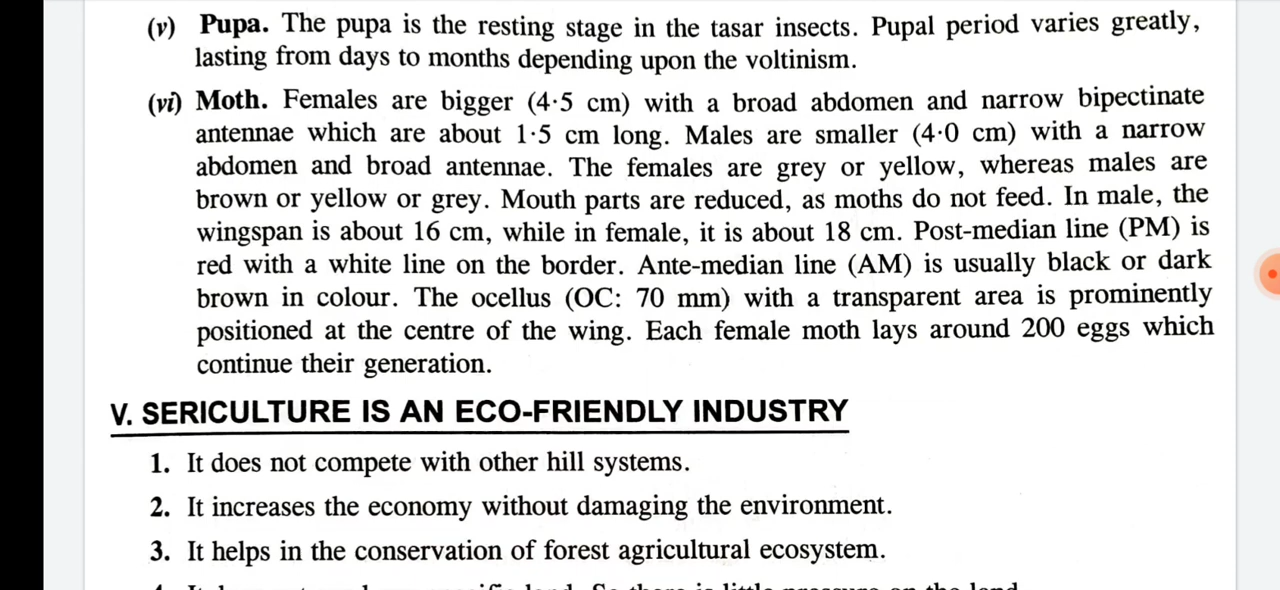 (v) Pupa. The pupa is the resting stage in the tasar insects. Pupal period varies greatly,
lasting from days to months depending upon the voltinism.
(vi) Moth. Females are bigger (4·5 cm) with a broad abdomen and narrow bipectinate
antennae which are about 1·5 cm long. Males are smaller (4·0 cm) with a narrow
abdomen and broad antennae. The females are grey or yellow, whereas males are
brown or yellow or grey. Mouth parts are reduced, as moths do not feed. In male, the
wingspan is about 16 cm, while in female, it is about 18 cm. Post-median line (PM) is
red with a white line on the border. Ante-median line (AM) is usually black or dark
brown in colour. The ocellus (OC: 70 mm) with a transparent area is prominently
positioned at the centre of the wing. Each female moth lays around 200 eggs which
continue their generation.
V. SERICULTURE IS AN ECO-FRIENDLY INDUSTRY
1. It does not compete with other hill systems.
2. It increases the economy without damaging the environment.
3. It helps in the conservation of forest agricultural ecosystem.
land. So there is little pressure on the land